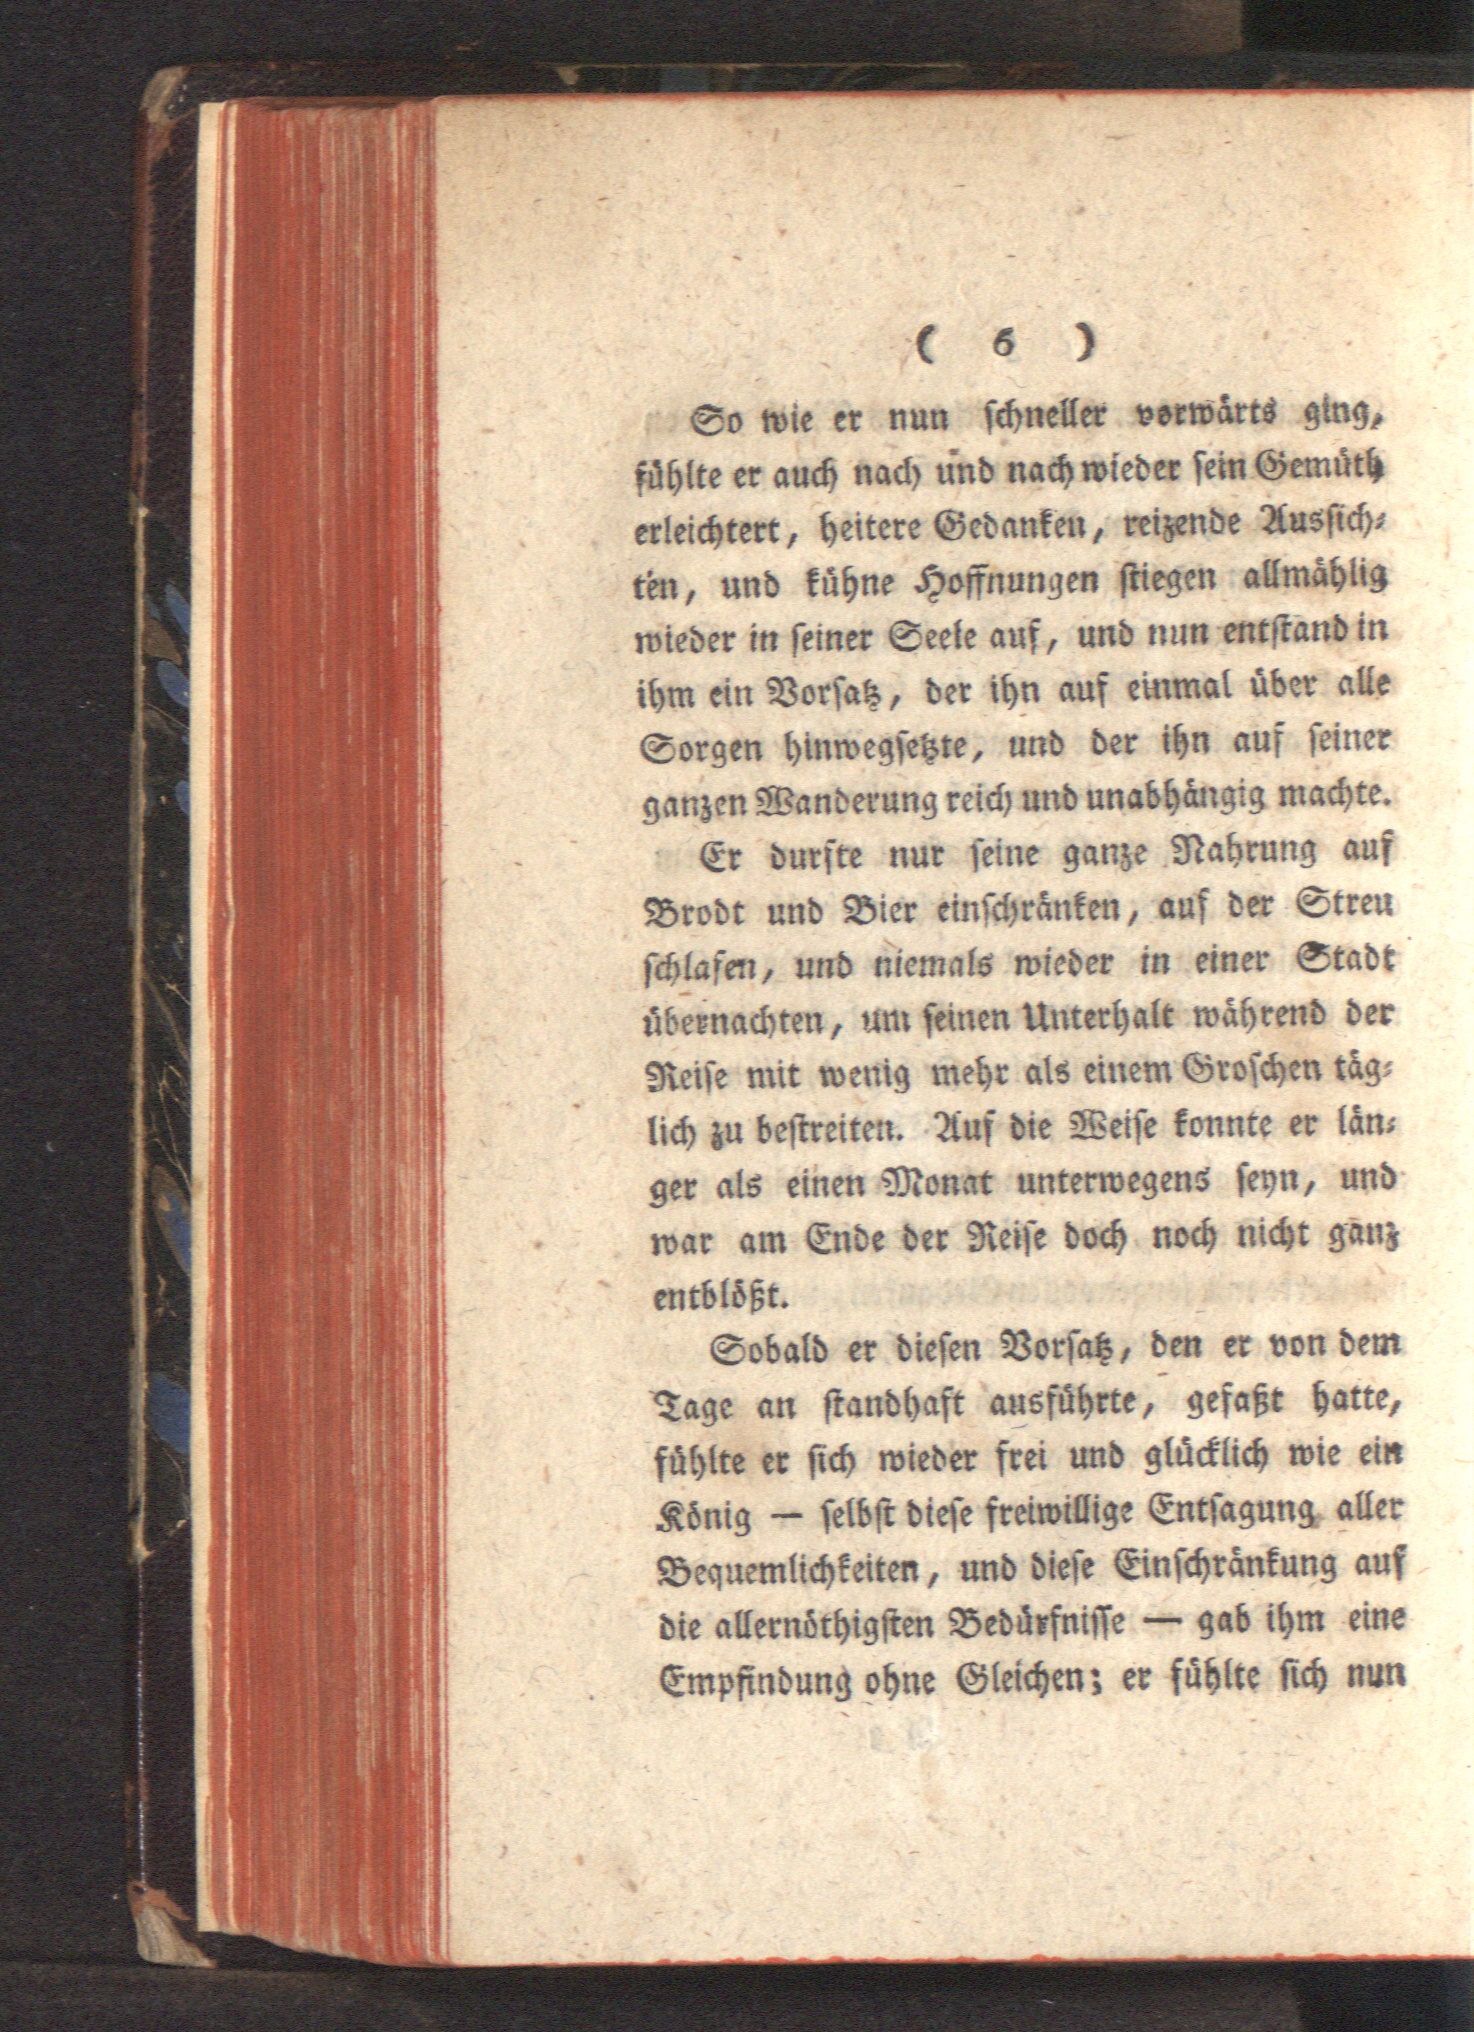 ( 6 )
So wie er nun ſchneller vorwärts ging,
fühlte er auch nach und nach wieder ſein Gemüth
erleichtert, heitere Gedanken, reizende Ausſich⸗
ten, und kühne Hoffnungen ſtiegen allmählig
wieder in ſeiner Seele auf, und nun entſtand in
ihm ein Vorſatz, der ihn auf einmal über alle
Sorgen hinwegſetzte, und der ihn auf ſeiner
ganzen Wanderung reich und unabhängig machte.
Er durfte nur ſeine ganze Nahrung auf
Brodt und Bier einſchränken, auf der Streu
ſchlafen, und niemals wieder in einer Stadt
übernachten, um ſeinen Unterhalt während der
Reiſe mit wenig mehr als einem Groſchen täg⸗
lich zu beſtreiten. Auf die Weiſe konnte er län⸗
ger als einen Monat unterwegens ſeyn, und
war am Ende der Reiſe doch noch nicht ganz
entblößt.
Sobald er dieſen Vorſatz, den er von dem
Tage an ſtandhaft ausführte, gefaßt hatte,
fühlte er ſich wieder frei und glücklich wie ein
König — ſelbſt dieſe freiwillige Entſagung aller
Bequemlichkeiten, und dieſe Einſchränkung auf
die allernöthigſten Bedürfniſſe — gab ihm eine
Empfindung ohne Gleichen; er fühlte ſich nun